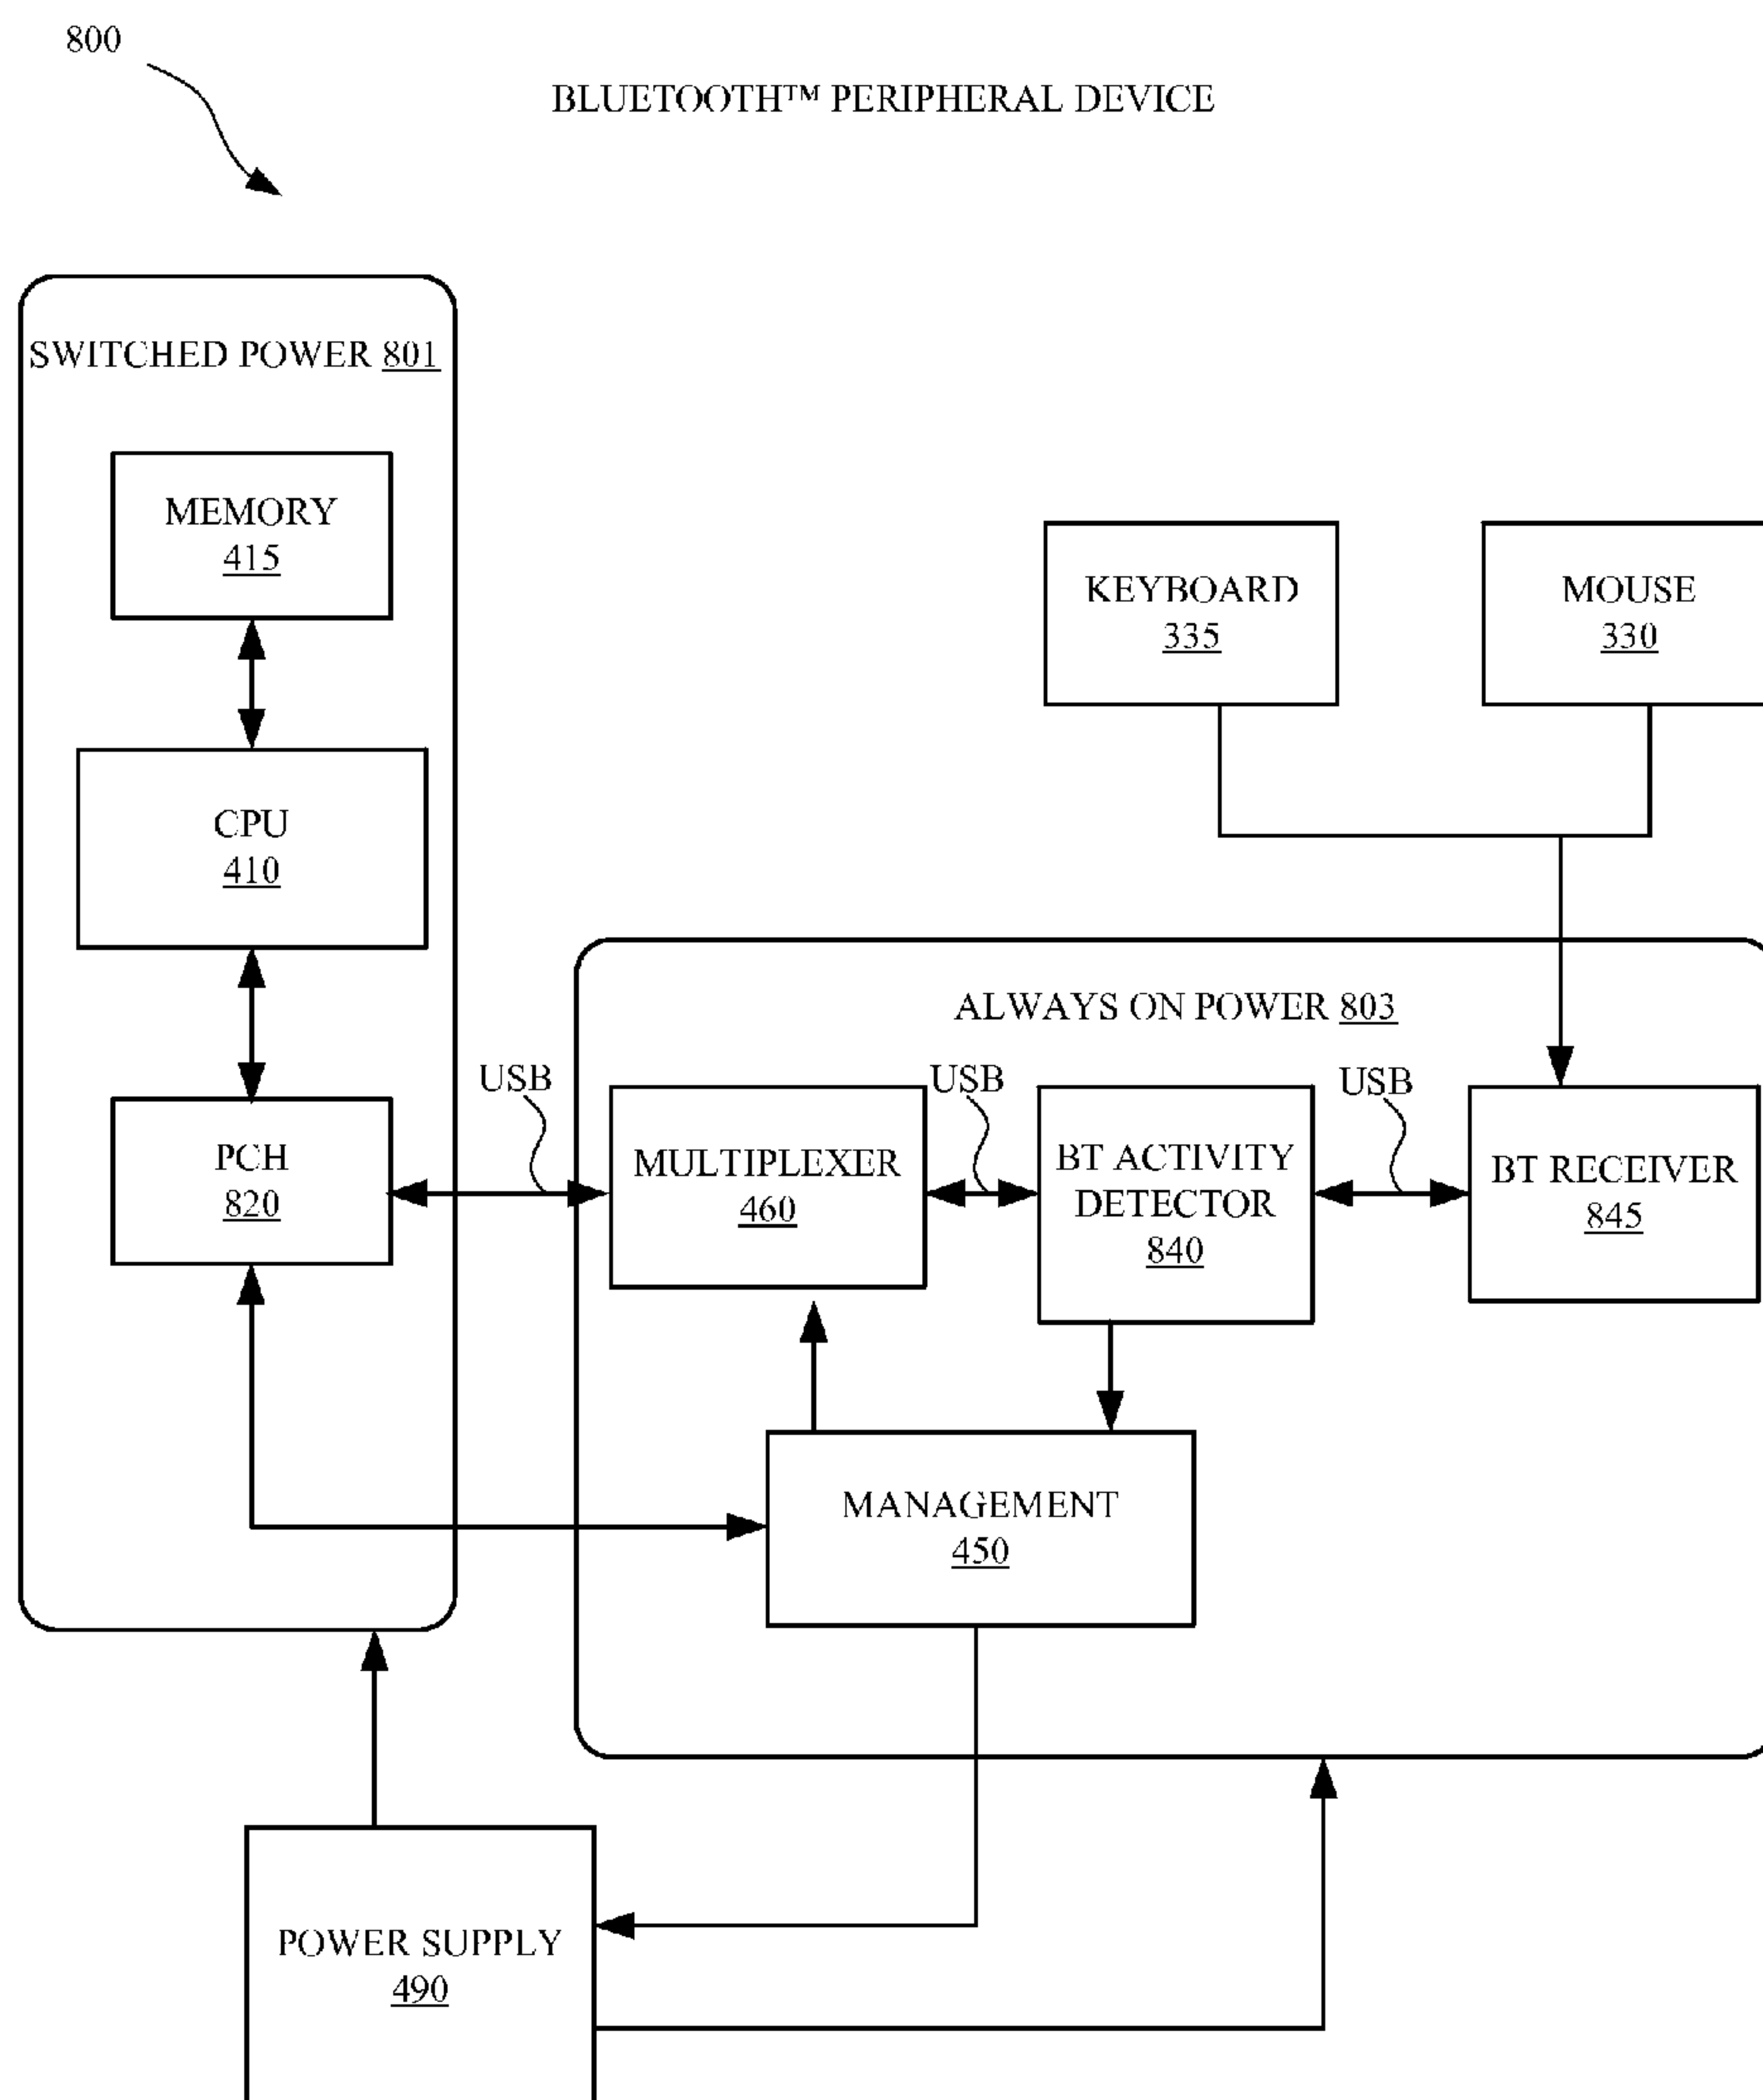 800
BLUETOOTH™ PERIPHERAL DEVICE
SWITCHED POWER 801
MEMORY
415
KEYBOARD
335
MOUSE
330
CPU
410
ALWAYS ON POWER 803
USB
USB
USB
PCH
820
MULTIPLEXER
460
BT ACTIVITY
DETECTOR
840
BT RECEIVER
845
MANAGEMENT
450
POWER SUPPLY
490